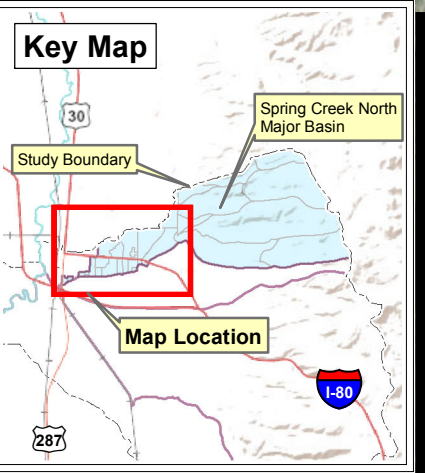 Key Map
30
Spring Creek North
Major Basin
Study Boundary
Map Location
I-80
287